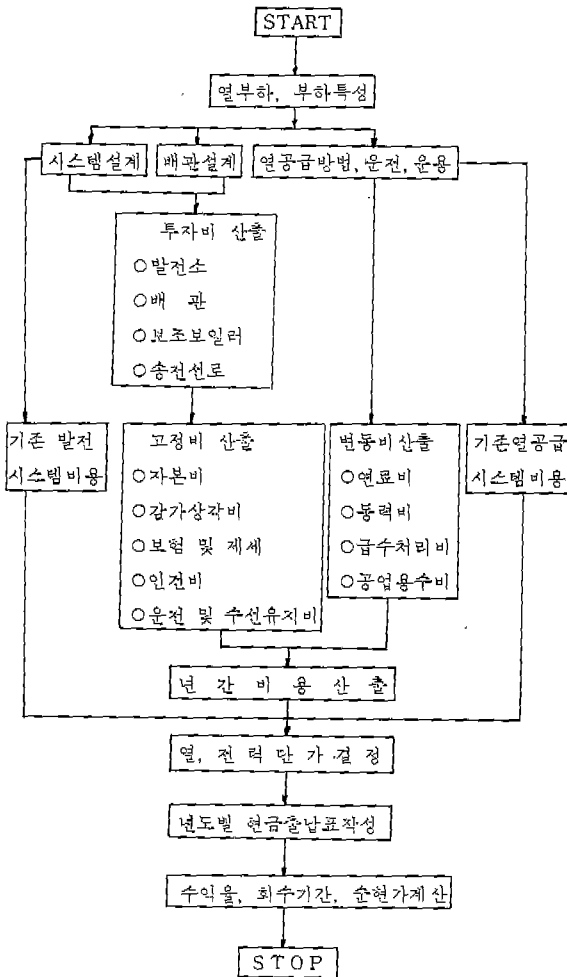 START
열부하, 부하특성
시스템설계
배관설계
열공급방법, 운전, 운용
투자비 산출
○발전소
○배 관
○보조보일러
○송전선로
기존 발전
시스템비용
고정비 산출
○자본비
○감가상각비
○보험 및 제세
○인건비
○운전 및 수선유지비
변동비산출
○연료비
○동력비
○급수처리비
○공업용수비
기존열공급
시스템비용
년 간 비 용 산 출
열, 전 력 단 가 결 정
년도별 현금출납표작성
수익율, 회수기간, 순현가계산
STOP